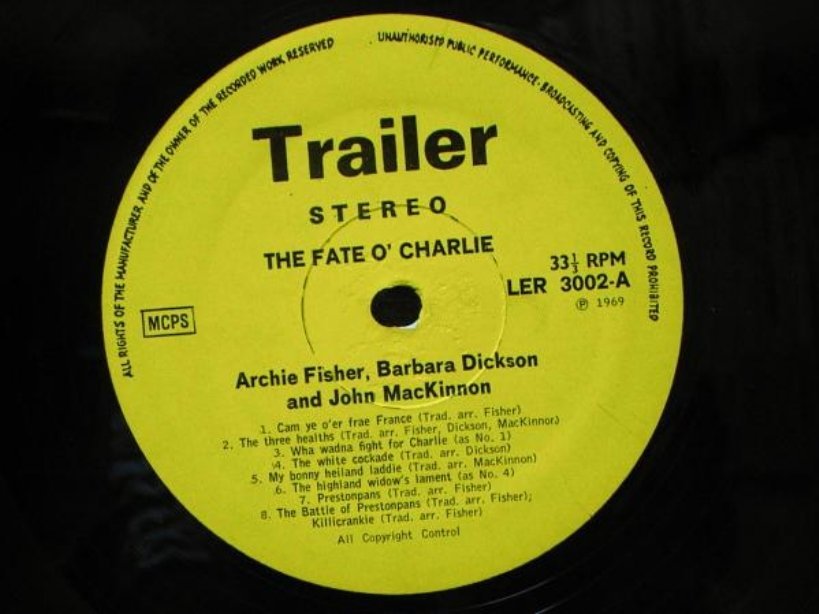 ALL RIGHTS OF THE MANUFACTURER AND OF THE OWNER OF THE RECORDED WORK RESERVED
UNAUTHORISED PUBLIC PERFORMANCE · BROADCASTING AND COPYING OF THIS RECORD PROHIBITED
Trailer
STEREO
THE FATE O' CHARLIE
33⅓ RPM
LER 3002-A
℗ 1969
MCPS
Archie Fisher, Barbara Dickson
and John MacKinnon
1. Cam ye o'er frae France (Trad. arr. Fisher)
2. The three healths (Trad. arr. Fisher, Dickson, MacKinnon)
3. Wha wadna fight for Charlie (as No. 1)
4. The white cockade (Trad. arr. Dickson)
5. My bonny heiland laddie (Trad. arr. MacKinnon)
6. The highland widow's lament (as No. 4)
7. Prestonpans (Trad. arr. Fisher)
8. The Battle of Prestonpans (Trad. arr. Fisher);
Killicrankie (Trad. arr. Fisher)
All Copyright Control